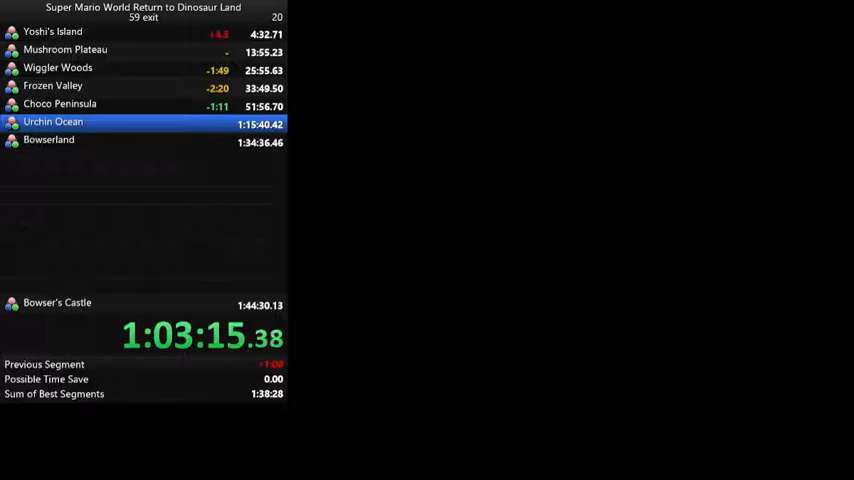 Super Mario World Return to Dinosaur Land
59 exit 20
Yoshi's Island +4.3 4:32.71
Mushroom Plateau - 13:55.23
Wiggler Woods -1:49 25:55.63
Frozen Valley -2:20 33:49.50
Choco Peninsula -1:11 51:56.70
Urchin Ocean 1:15:40.42
Bowserland 1:34:36.46
Bowser's Castle 1:44:30.13
1:03:15.38
Previous Segment +1:08
Possible Time Save 0.00
Sum of Best Segments 1:38:28